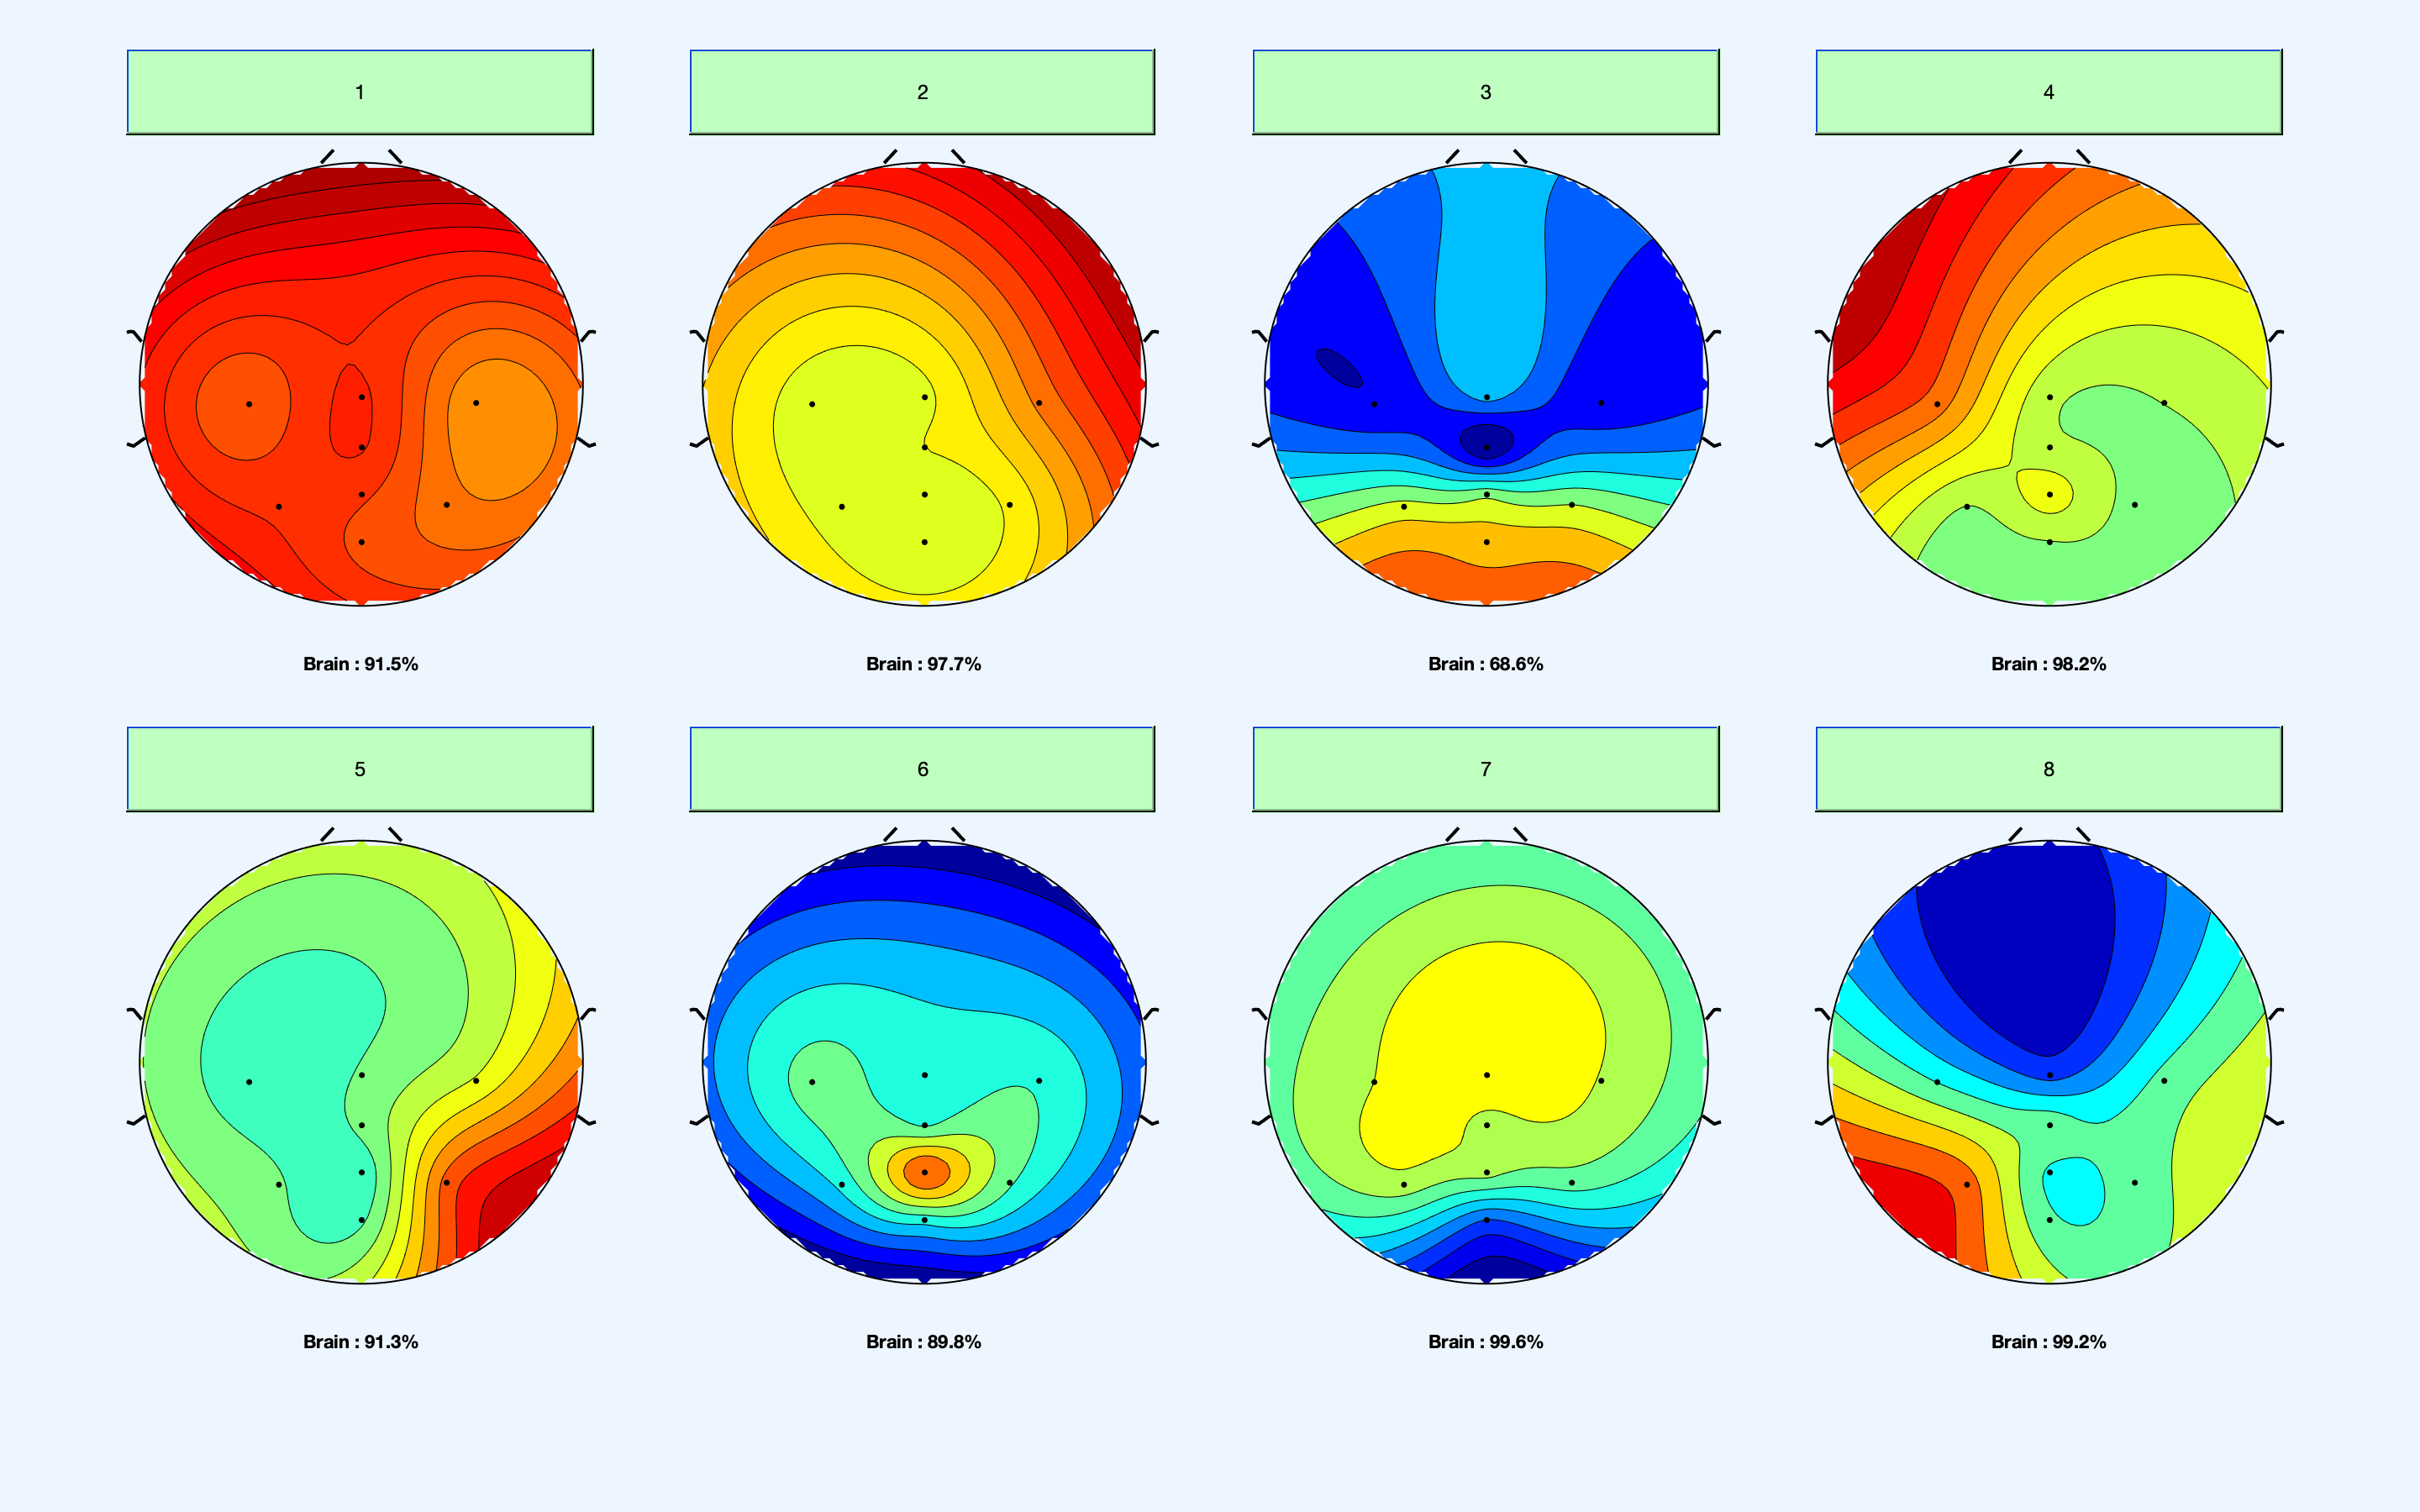 1
2
3
4
Brain : 91.5%
Brain : 97.7%
Brain : 68.6%
Brain : 98.2%
5
6
7
8
Brain : 91.3%
Brain : 89.8%
Brain : 99.6%
Brain : 99.2%